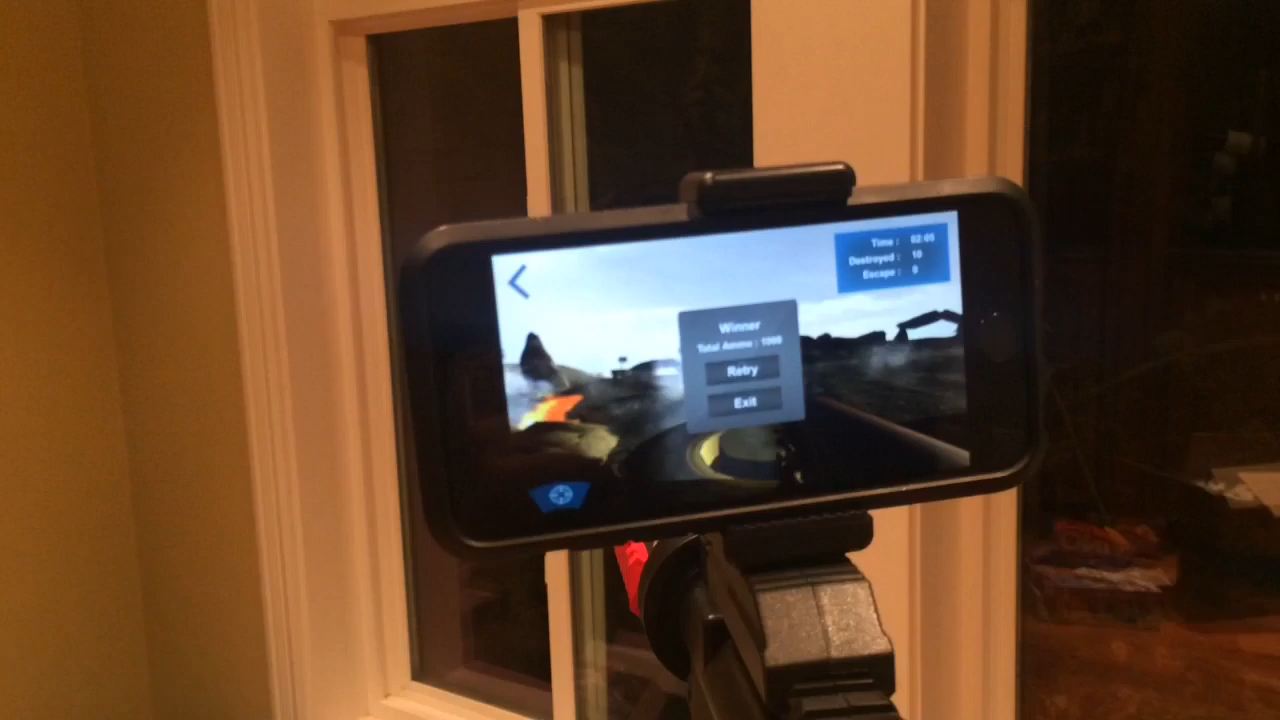 Time : 02:05
Destroyed : 10
Escape : 0
Winner
Total Ammo : 1000
Retry
Exit